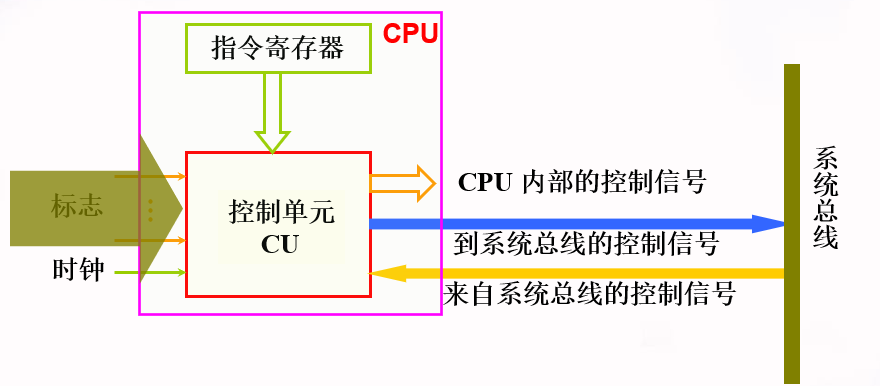 CPU
指令寄存器
标志
控制单元
CU
时钟
CPU 内部的控制信号
到系统总线的控制信号
来自系统总线的控制信号
系统总线